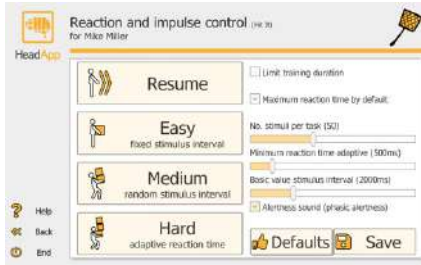 Reaction and impulse control
for Mike Miller
HeadApp
Resume
Easy
fixed stimulus interval
Medium
random stimulus interval
Hard
adaptive reaction time
Limit training duration
Maximum reaction time by default
No. stimuli per task (50)
Minimum reaction time adaptive (500ms)
Basic value stimulus interval (2000ms)
Alertness sound (phasic alertness)
Defaults
Save
Help
Back
End